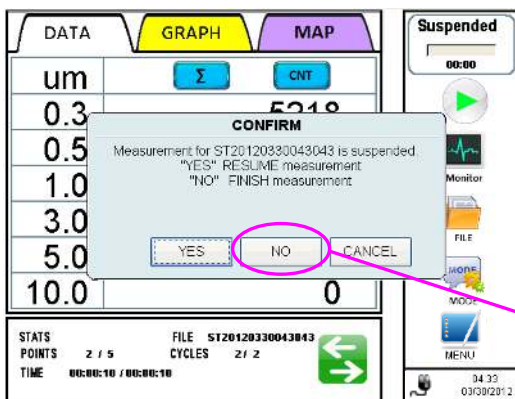 DATA GRAPH MAP
um Σ CNT
0.3
0.5
1.0
3.0
5.0
10.0 0
CONFIRM
Measurement for ST20120330043043 is suspended.
"YES" RESUME measurement
"NO" FINISH measurement
YES NO CANCEL
STATS FILE ST20120330043043
POINTS 2 / 5 CYCLES 2/ 2
TIME 00:00:10 / 00:00:10
Suspended
00:00
Monitor
FILE
MODE
MODE
MENU
04:33
03/30/2012